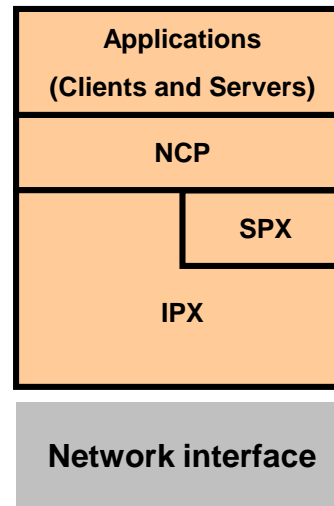 Applications
(Clients and Servers)
NCP
SPX
IPX
Network interface